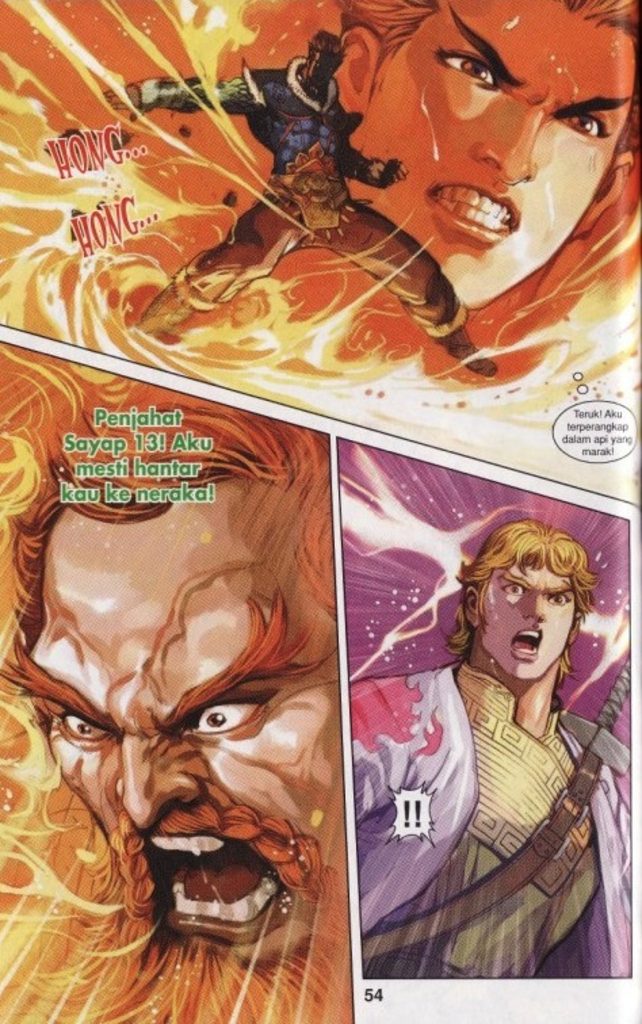 HONG...
HONG...
Teruk! Aku
terperangkap
dalam api yang
marak!
Penjahat
Sayap 13! Aku
mesti hantar
kau ke neraka!
!!
54